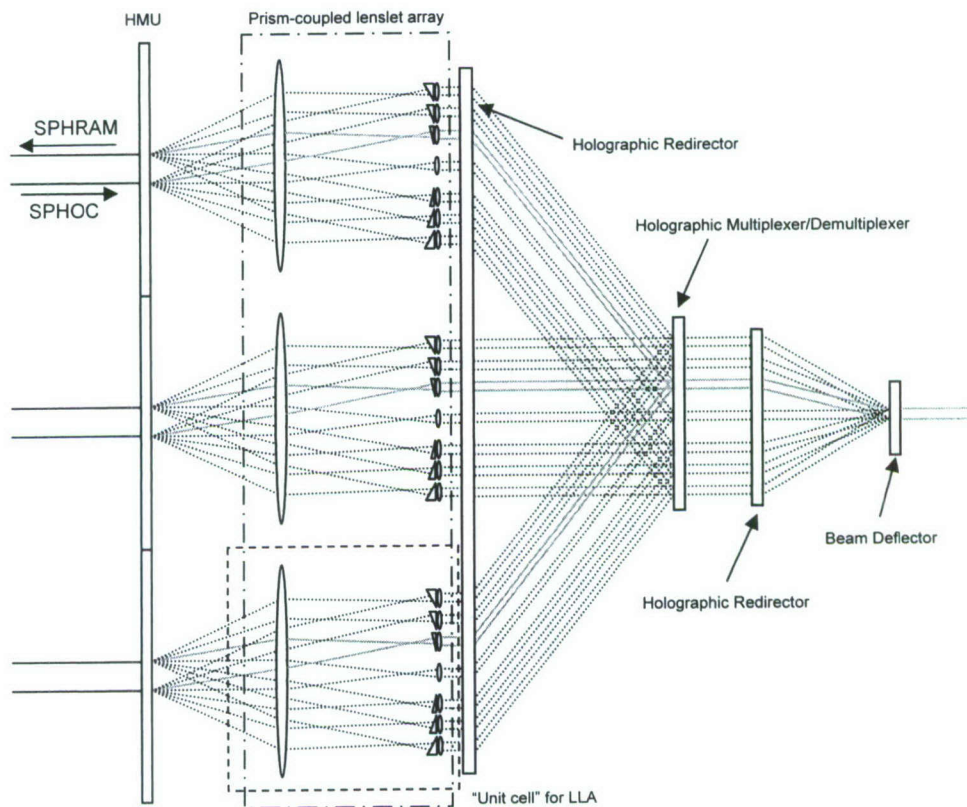 HMU
Prism-coupled lenslet array
SPHRAM
SPHOC
Holographic Redirector
Holographic Multiplexer/Demultiplexer
Beam Deflector
Holographic Redirector
"Unit cell" for LLA